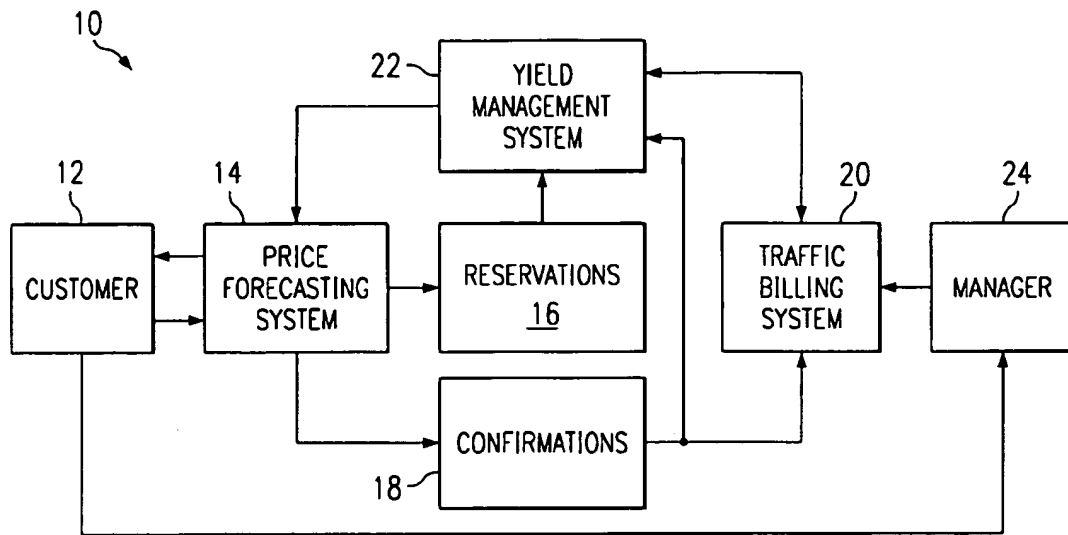 10
22
YIELD
MANAGEMENT
SYSTEM
12
14
20
24
CUSTOMER
PRICE
FORECASTING
SYSTEM
RESERVATIONS
16
TRAFFIC
BILLING
SYSTEM
MANAGER
CONFIRMATIONS
18